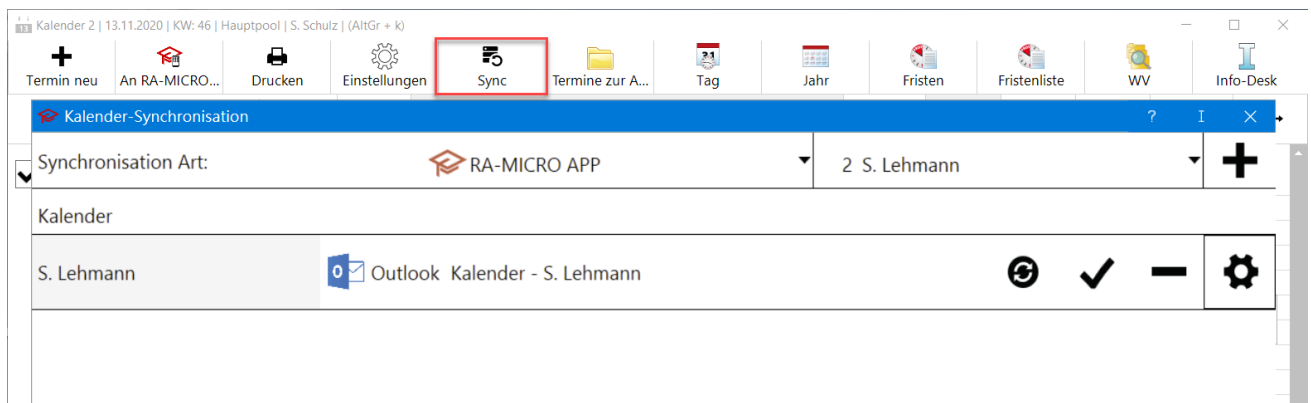 Kalender 2 | 13.11.2020 | KW: 46 | Hauptpool | S. Schulz | (AltGr + k)
Termin neu An RA-MICRO... Drucken Einstellungen Sync Termine zur A... Tag Jahr Fristen Fristenliste WV Info-Desk
Kalender-Synchronisation
Synchronisation Art: RA-MICRO APP 2 S. Lehmann
Kalender
S. Lehmann Outlook Kalender - S. Lehmann